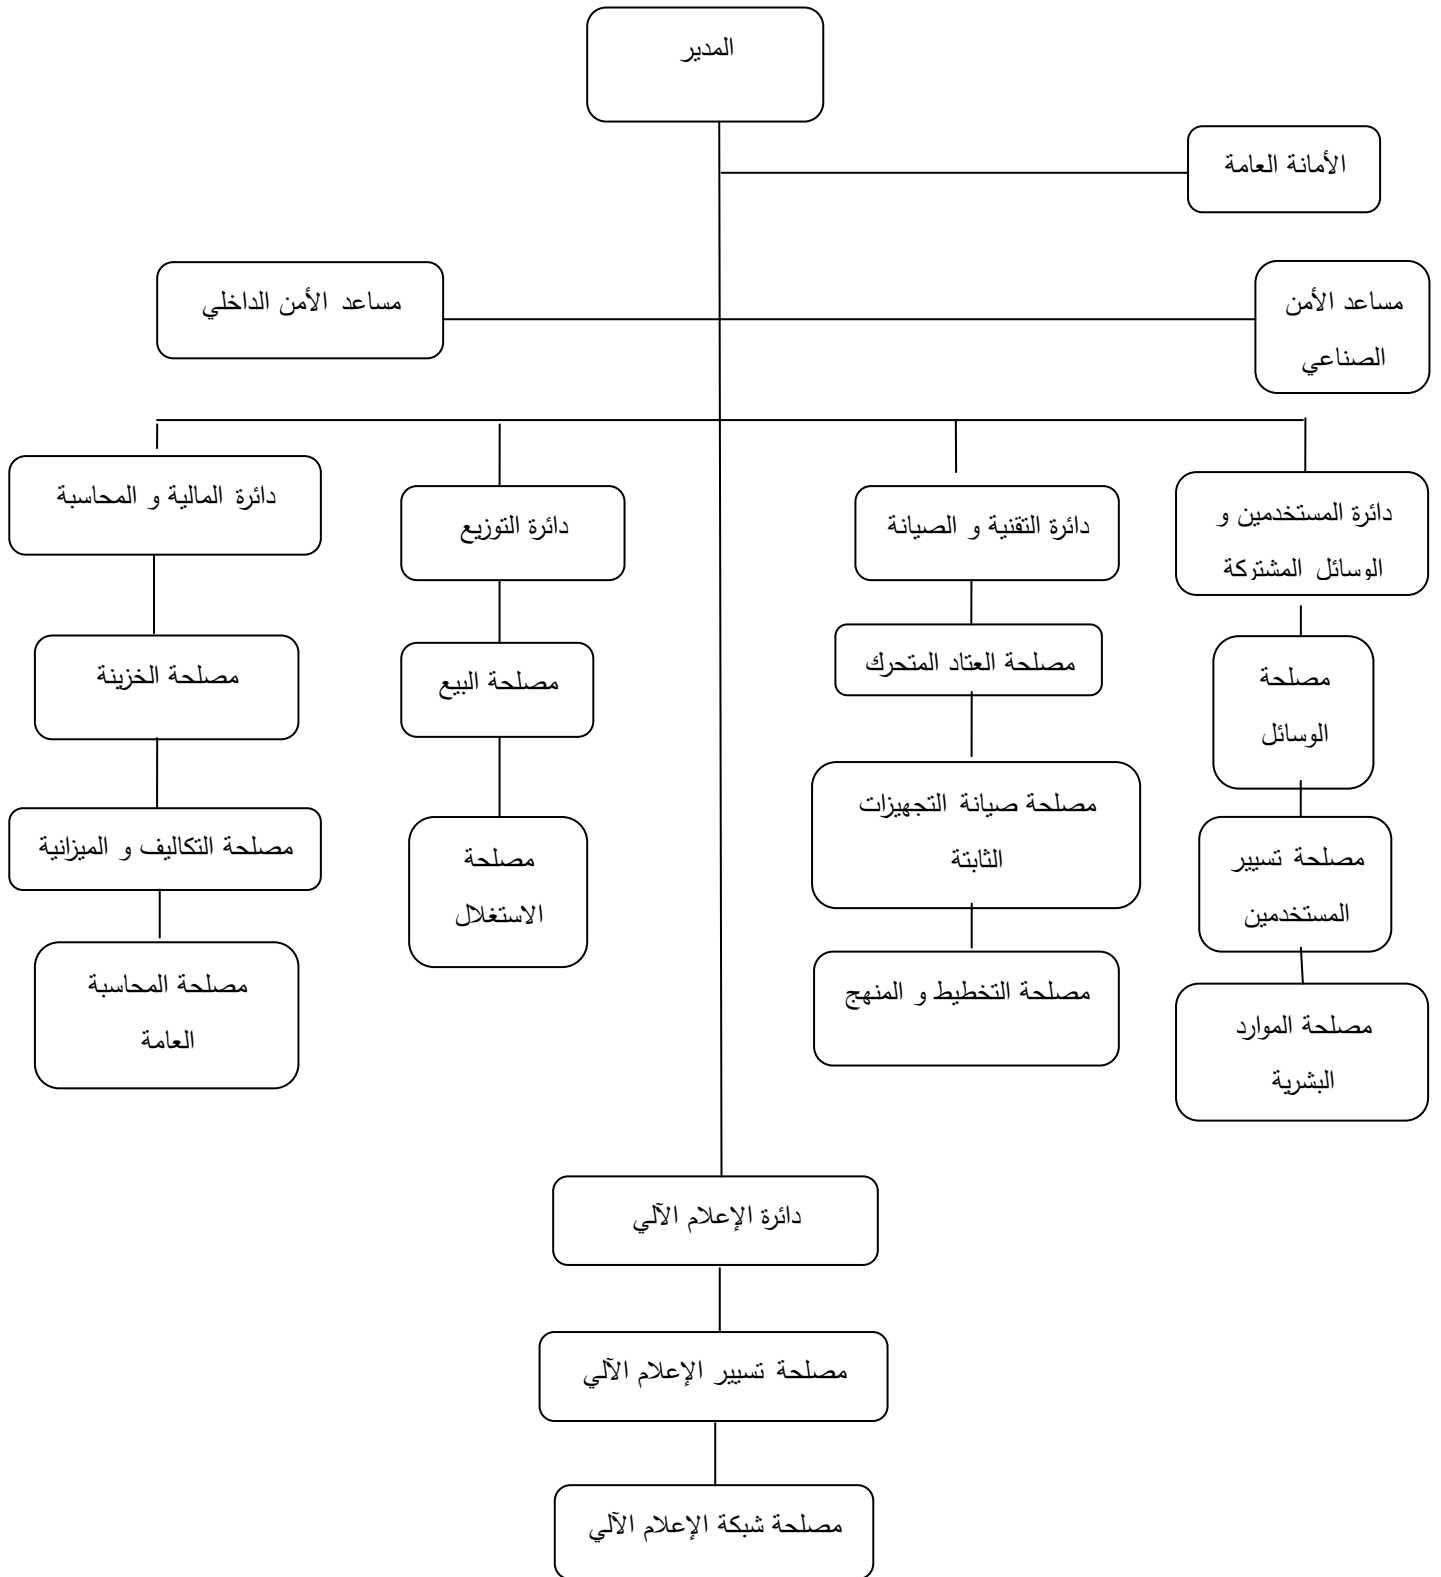 المدير
الأمانة العامة
مساعد الأمن
الصناعي
مساعد الأمن الداخلي
دائرة المستخدمين و
الوسائل المشتركة
دائرة التقنية و الصيانة
دائرة التوزيع
دائرة المالية و المحاسبة
مصلحة
الوسائل
مصلحة العتاد المتحرك
مصلحة البيع
مصلحة الخزينة
مصلحة تسيير
المستخدمين
مصلحة صيانة التجهيزات
الثابتة
مصلحة
الاستغلال
مصلحة التكاليف و الميزانية
مصلحة الموارد
البشرية
مصلحة التخطيط و المنهج
مصلحة المحاسبة
العامة
دائرة الإعلام الآلي
مصلحة تسيير الإعلام الآلي
مصلحة شبكة الإعلام الآلي